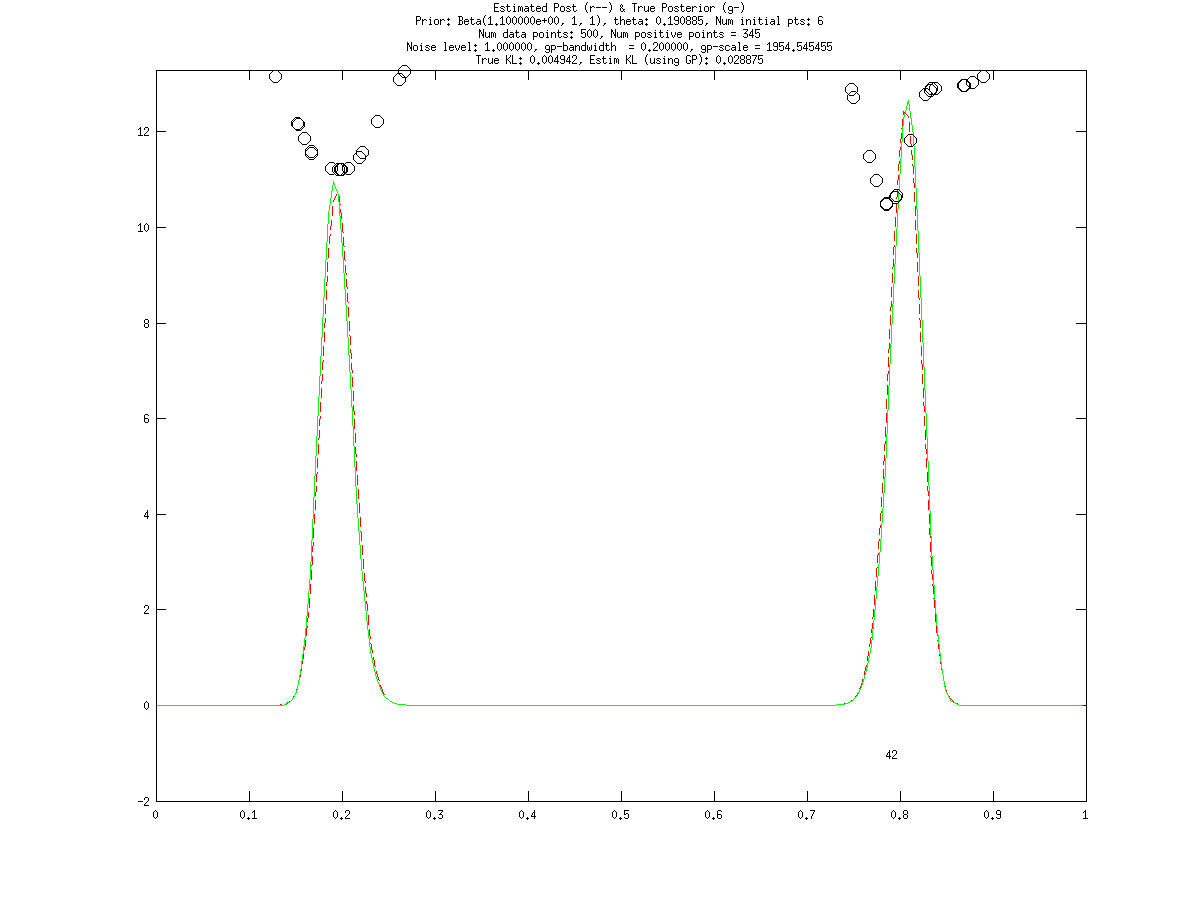 Estimated Post (r--) & True Posterior (g-)
Prior: Beta(1.100000e+00, 1, 1), theta: 0.190885, Num initial pts: 6
Num data points: 500, Num positive points = 345
Noise level: 1.000000, gp-bandwidth  = 0.200000, gp-scale = 1954.545455
True KL: 0.004942, Estim KL (using GP): 0.028875
12
10
8
6
4
2
0
42
-2
0 0.1 0.2 0.3 0.4 0.5 0.6 0.7 0.8 0.9 1